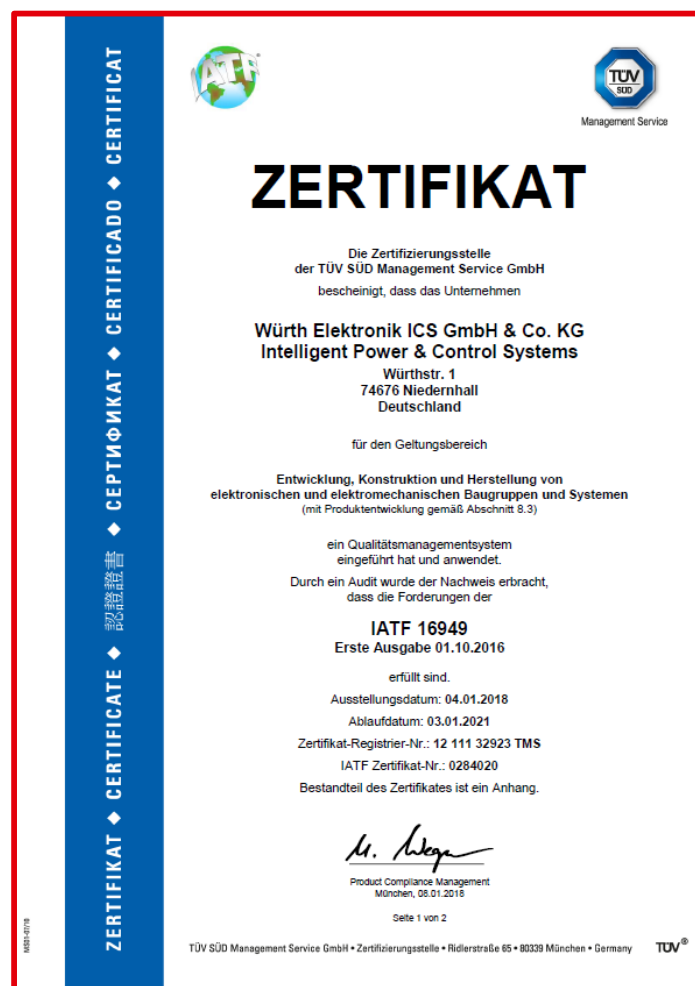 ZERTIFIKAT ◆ CERTIFICATE ◆ 認證證書 ◆ СЕРТИФИКАТ ◆ CERTIFICADO ◆ CERTIFICAT
IATF
TÜV
SÜD
Management Service
ZERTIFIKAT
Die Zertifizierungsstelle
der TÜV SÜD Management Service GmbH
bescheinigt, dass das Unternehmen
Würth Elektronik ICS GmbH & Co. KG
Intelligent Power & Control Systems
Würthstr. 1
74676 Niedernhall
Deutschland
für den Geltungsbereich
Entwicklung, Konstruktion und Herstellung von
elektronischen und elektromechanischen Baugruppen und Systemen
(mit Produktentwicklung gemäß Abschnitt 8.3)
ein Qualitätsmanagementsystem
eingeführt hat und anwendet.
Durch ein Audit wurde der Nachweis erbracht,
dass die Forderungen der
IATF 16949
Erste Ausgabe 01.10.2016
erfüllt sind.
Ausstellungsdatum: 04.01.2018
Ablaufdatum: 03.01.2021
Zertifikat-Registrier-Nr.: 12 111 32923 TMS
IATF Zertifikat-Nr.: 0284020
Bestandteil des Zertifikates ist ein Anhang.
Product Compliance Management
München, 08.01.2018
Seite 1 von 2
TÜV SÜD Management Service GmbH • Zertifizierungsstelle • Ridlerstraße 65 • 80339 München • Germany
TÜV®